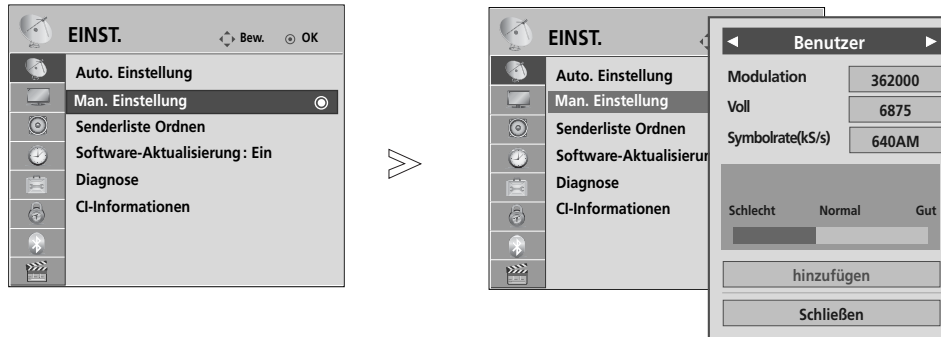 EINST.
Bew.
OK
Auto. Einstellung
Man. Einstellung
Senderliste Ordnen
Software-Aktualisierung : Ein
Diagnose
CI-Informationen
EINST.
Auto. Einstellung
Man. Einstellung
Senderliste Ordnen
Software-Aktualisierun
Diagnose
CI-Informationen
◄ Benutzer ►
Modulation 362000
Voll 6875
Symbolrate(kS/s) 640AM
Schlecht Normal Gut
hinzufügen
Schließen